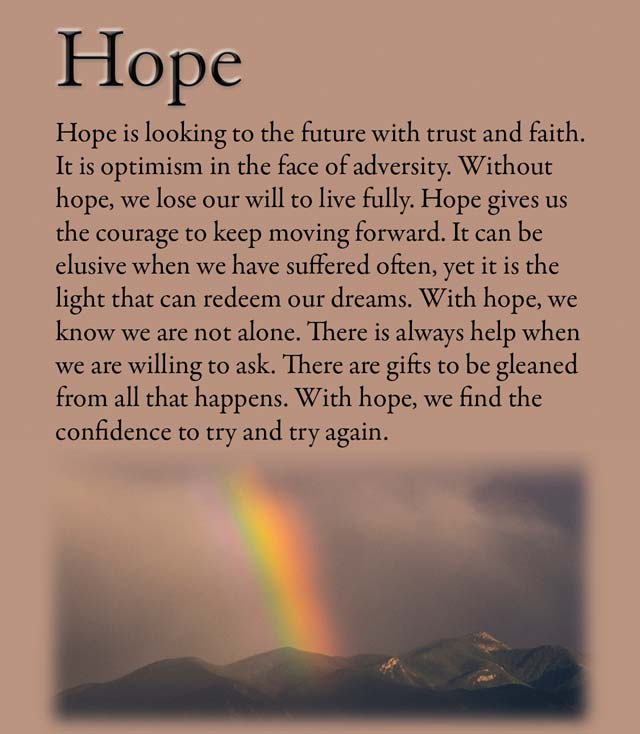 Hope
Hope is looking to the future with trust and faith.
It is optimism in the face of adversity. Without
hope, we lose our will to live fully. Hope gives us
the courage to keep moving forward. It can be
elusive when we have suffered often, yet it is the
light that can redeem our dreams. With hope, we
know we are not alone. There is always help when
we are willing to ask. There are gifts to be gleaned
from all that happens. With hope, we find the
confidence to try and try again.